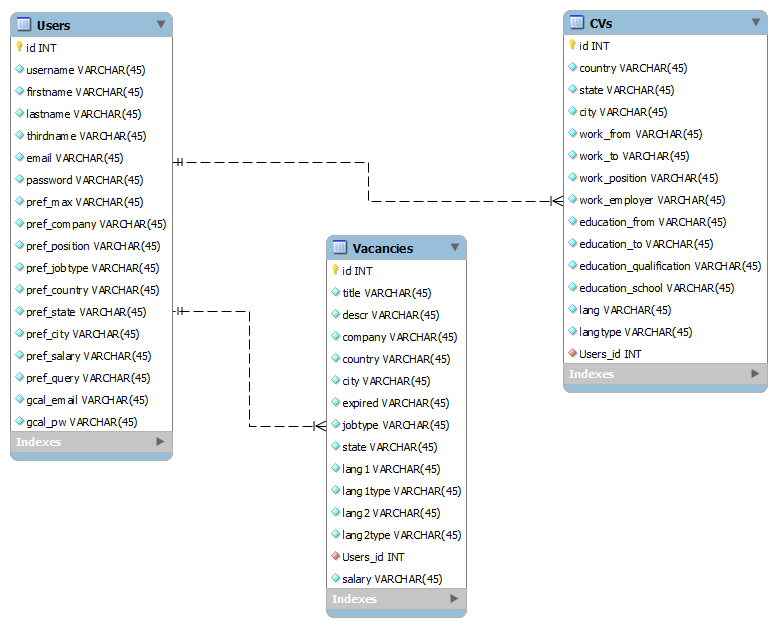 Users
id INT
username VARCHAR(45)
firstname VARCHAR(45)
lastname VARCHAR(45)
thirdname VARCHAR(45)
email VARCHAR(45)
password VARCHAR(45)
pref_max VARCHAR(45)
pref_company VARCHAR(45)
pref_position VARCHAR(45)
pref_jobtype VARCHAR(45)
pref_country VARCHAR(45)
pref_state VARCHAR(45)
pref_city VARCHAR(45)
pref_salary VARCHAR(45)
pref_query VARCHAR(45)
gcal_email VARCHAR(45)
gcal_pw VARCHAR(45)
Indexes
Vacancies
id INT
title VARCHAR(45)
descr VARCHAR(45)
company VARCHAR(45)
country VARCHAR(45)
city VARCHAR(45)
expired VARCHAR(45)
jobtype VARCHAR(45)
state VARCHAR(45)
lang1 VARCHAR(45)
lang1type VARCHAR(45)
lang2 VARCHAR(45)
lang2type VARCHAR(45)
Users_id INT
salary VARCHAR(45)
Indexes
CVs
id INT
country VARCHAR(45)
state VARCHAR(45)
city VARCHAR(45)
work_from VARCHAR(45)
work_to VARCHAR(45)
work_position VARCHAR(45)
work_employer VARCHAR(45)
education_from VARCHAR(45)
education_to VARCHAR(45)
education_qualification VARCHAR(45)
education_school VARCHAR(45)
lang VARCHAR(45)
langtype VARCHAR(45)
Users_id INT
Indexes